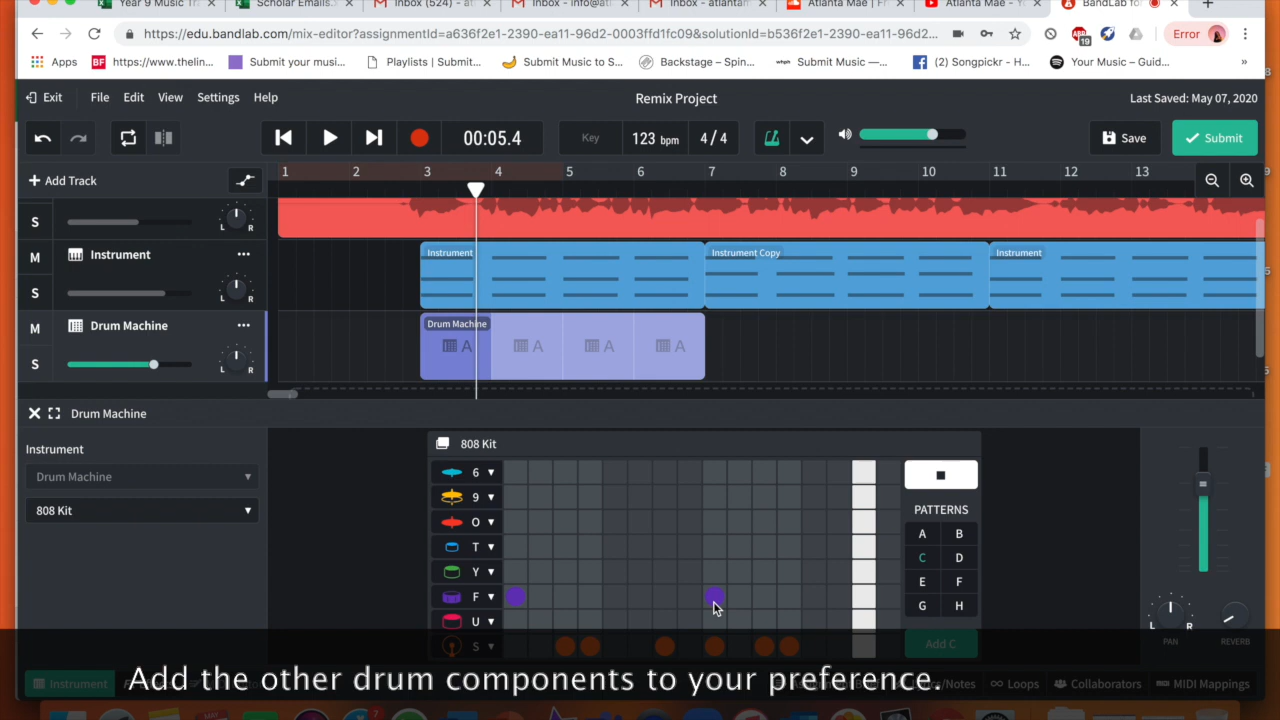 Year 9 Music Tr
Scholar Emails.
Inbox (524) - at
Inbox - info@at
Inbox - atlantam
Atlanta Mae | Fr
Atlanta Mae - Y
BandLab for
https://edu.bandlab.com/mix-editor?assignmentId=a636f2e1-2390-ea11-96d2-0003ffd1fc09&solutionId=b536f2e1-2390-ea11-96d2...
19
Error
Apps
BF https://www.thelin...
Submit your musi...
Playlists | Submit...
Submit Music to S...
Backstage – Spin...
Submit Music —...
(2) Songpickr - H...
Your Music – Guid...
»
Exit File Edit View Settings Help
Remix Project
Last Saved: May 07, 2020
00:05.4
Key 123 bpm 4 / 4
Save
Submit
+ Add Track
1 2 3 4 5 6 7 8 9 10 11 12 13
S L R
M Instrument
Instrument Instrument Copy Instrument
S L R
M Drum Machine
Drum Machine
A A A A
S L R
Drum Machine
Instrument
Drum Machine
808 Kit
808 Kit
6
9
O
T
Y
F
U
S
PATTERNS
A B
C D
E F
G H
Add C
L R
PAN REVERB
Add the other drum components to your preference.
Instrument
/Notes
Loops
Collaborators
MIDI Mappings